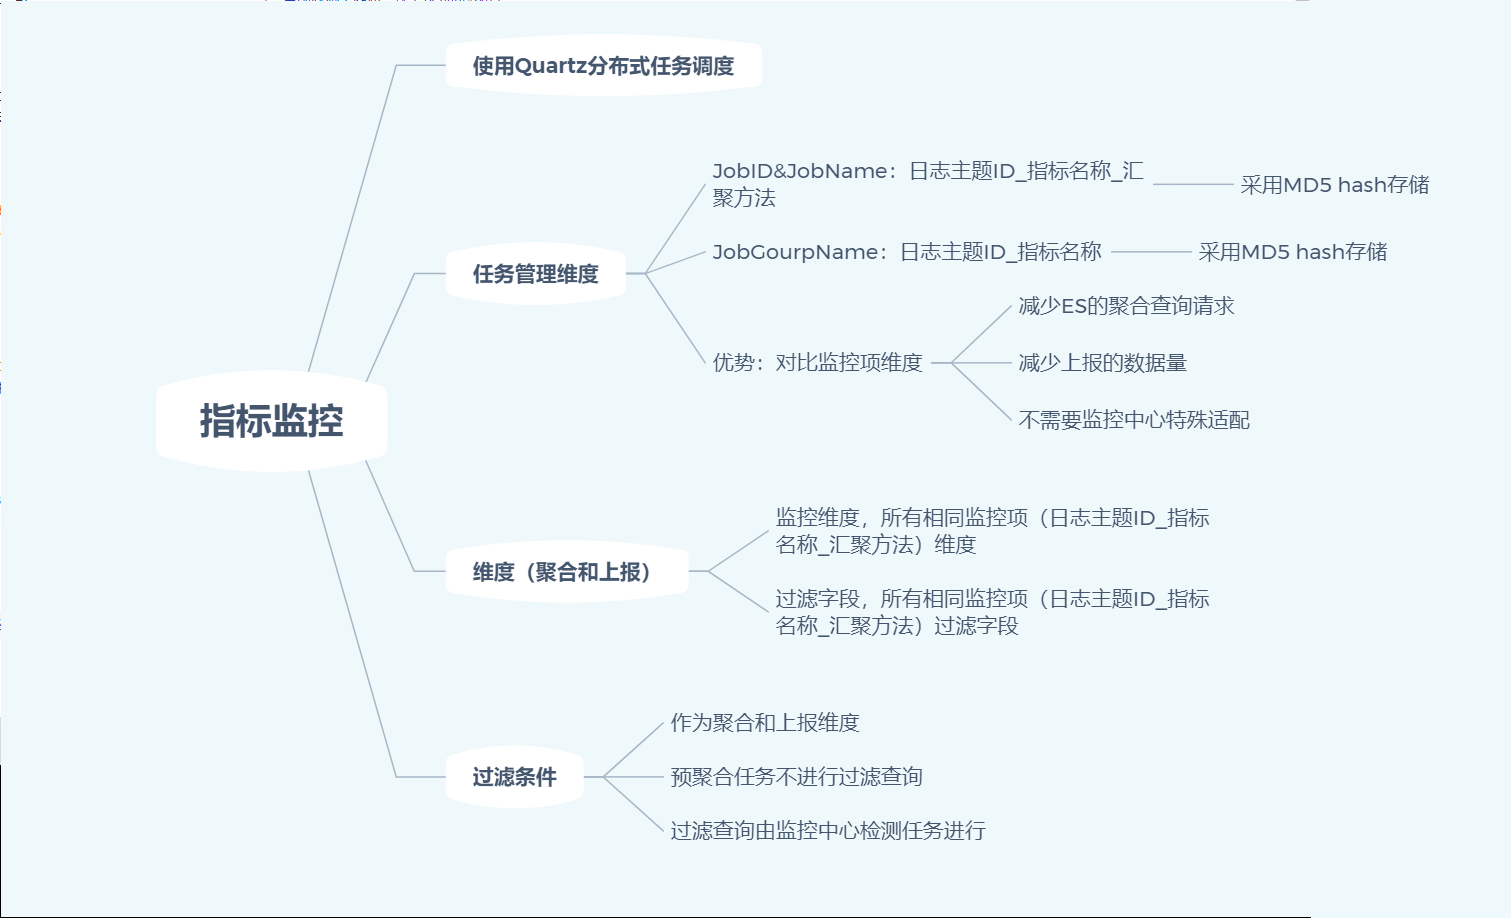 使用Quartz分布式任务调度
JobID&JobName：日志主题ID_指标名称_汇
聚方法
采用MD5 hash存储
任务管理维度
JobGourpName：日志主题ID_指标名称
采用MD5 hash存储
优势：对比监控项维度
减少ES的聚合查询请求
减少上报的数据量
不需要监控中心特殊适配
指标监控
维度（聚合和上报）
监控维度，所有相同监控项（日志主题ID_指标
名称_汇聚方法）维度
过滤字段，所有相同监控项（日志主题ID_指标
名称_汇聚方法）过滤字段
过滤条件
作为聚合和上报维度
预聚合任务不进行过滤查询
过滤查询由监控中心检测任务进行